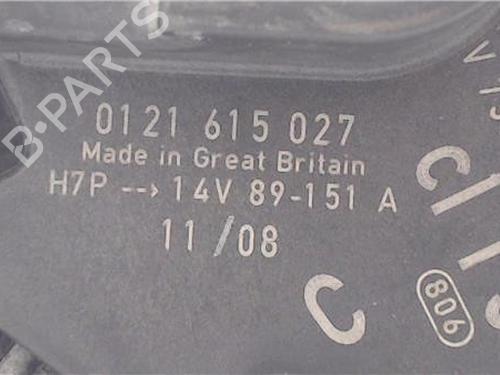 B-PARTS
0121 615 027
Made in Great Britain
H7P --> 14V 89-151 A
11/08
C
806